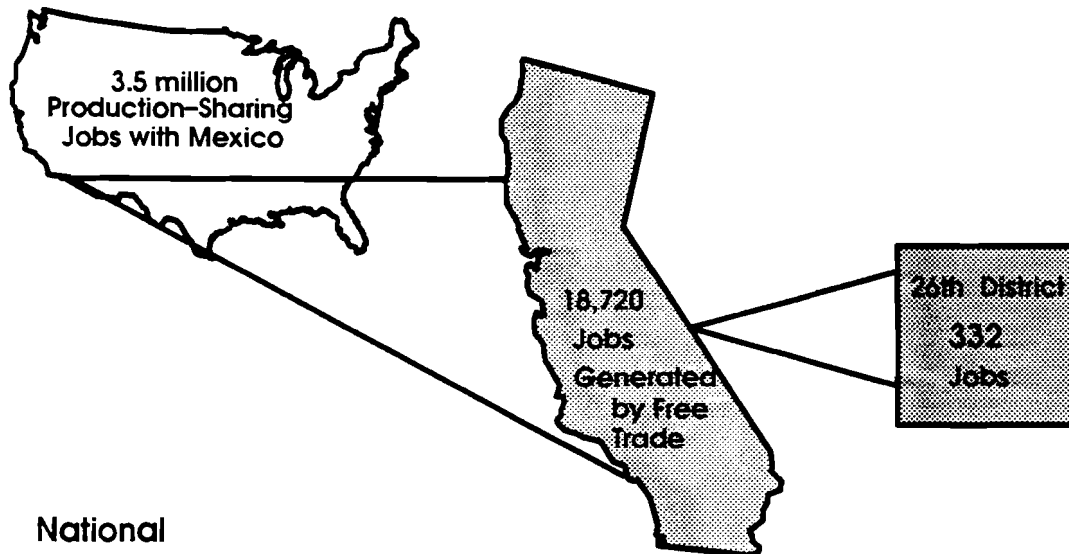 3.5 million
Production-Sharing
Jobs with Mexico
18,720
Jobs
Generated
by Free
Trade
26th District
332
Jobs
National